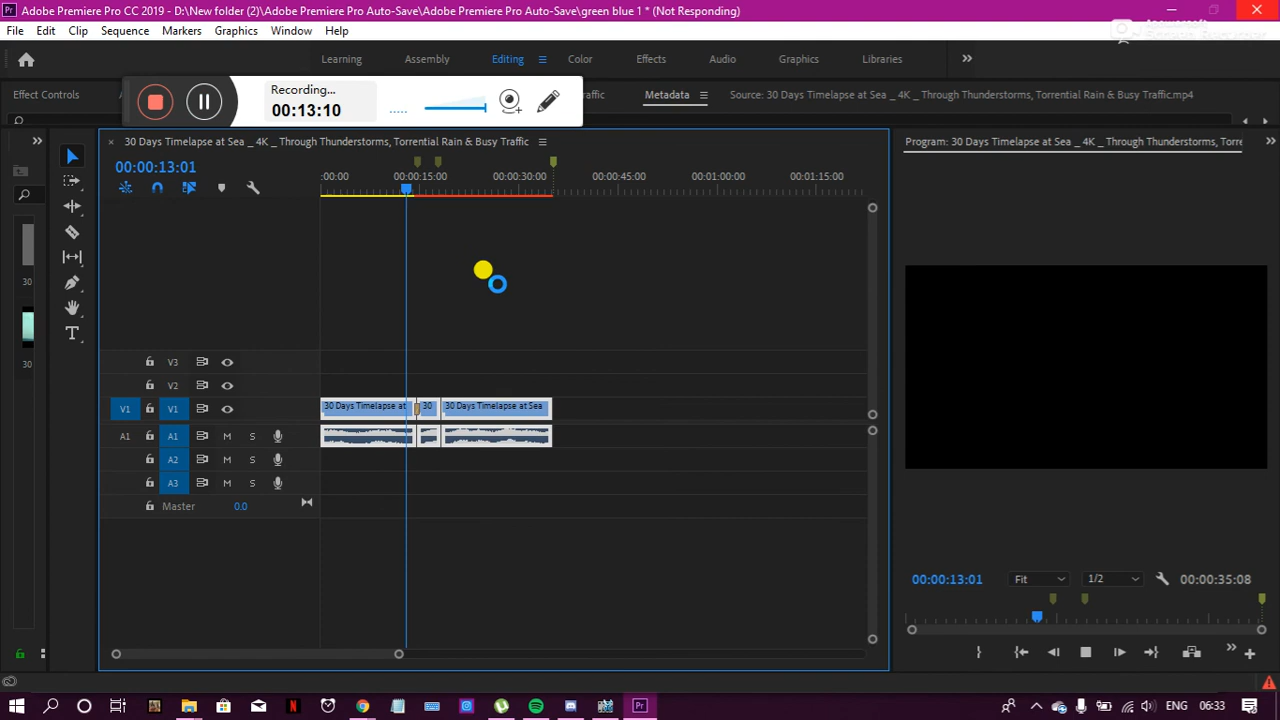 Adobe Premiere Pro CC 2019 - D:\New folder (2)\Adobe Premiere Pro Auto-Save\Adobe Premiere Pro Auto-Save\green blue 1 * (Not Responding)
File Edit Clip Sequence Markers Graphics Window Help
Learning Assembly Editing Color Effects Audio Graphics Libraries
Recording...
00:13:10
Effect Controls
Metadata
Source: 30 Days Timelapse at Sea _ 4K _ Through Thunderstorms, Torrential Rain & Busy Traffic.mp4
30 Days Timelapse at Sea _ 4K _ Through Thunderstorms, Torrential Rain & Busy Traffic
Program: 30 Days Timelapse at Sea _ 4K _ Through Thunderstorms, Torre
00:00:13:01
:00:00 00:00:15:00 00:00:30:00 00:00:45:00 00:01:00:00 00:01:15:00
30
30
V3
V2
V1 V1
30 Days Timelapse at 30 30 Days Timelapse at Sea
A1 A1 M S
A2 M S
A3 M S
Master 0.0
00:00:13:01 Fit 1/2 00:00:35:08
ENG 06:33